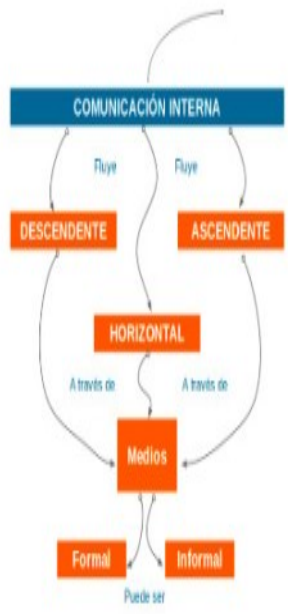 COMUNICACIÓN INTERNA
Fluye Fluye
DESCENDENTE ASCENDENTE
HORIZONTAL
A través de A través de
Medios
Formal Informal
Puede ser